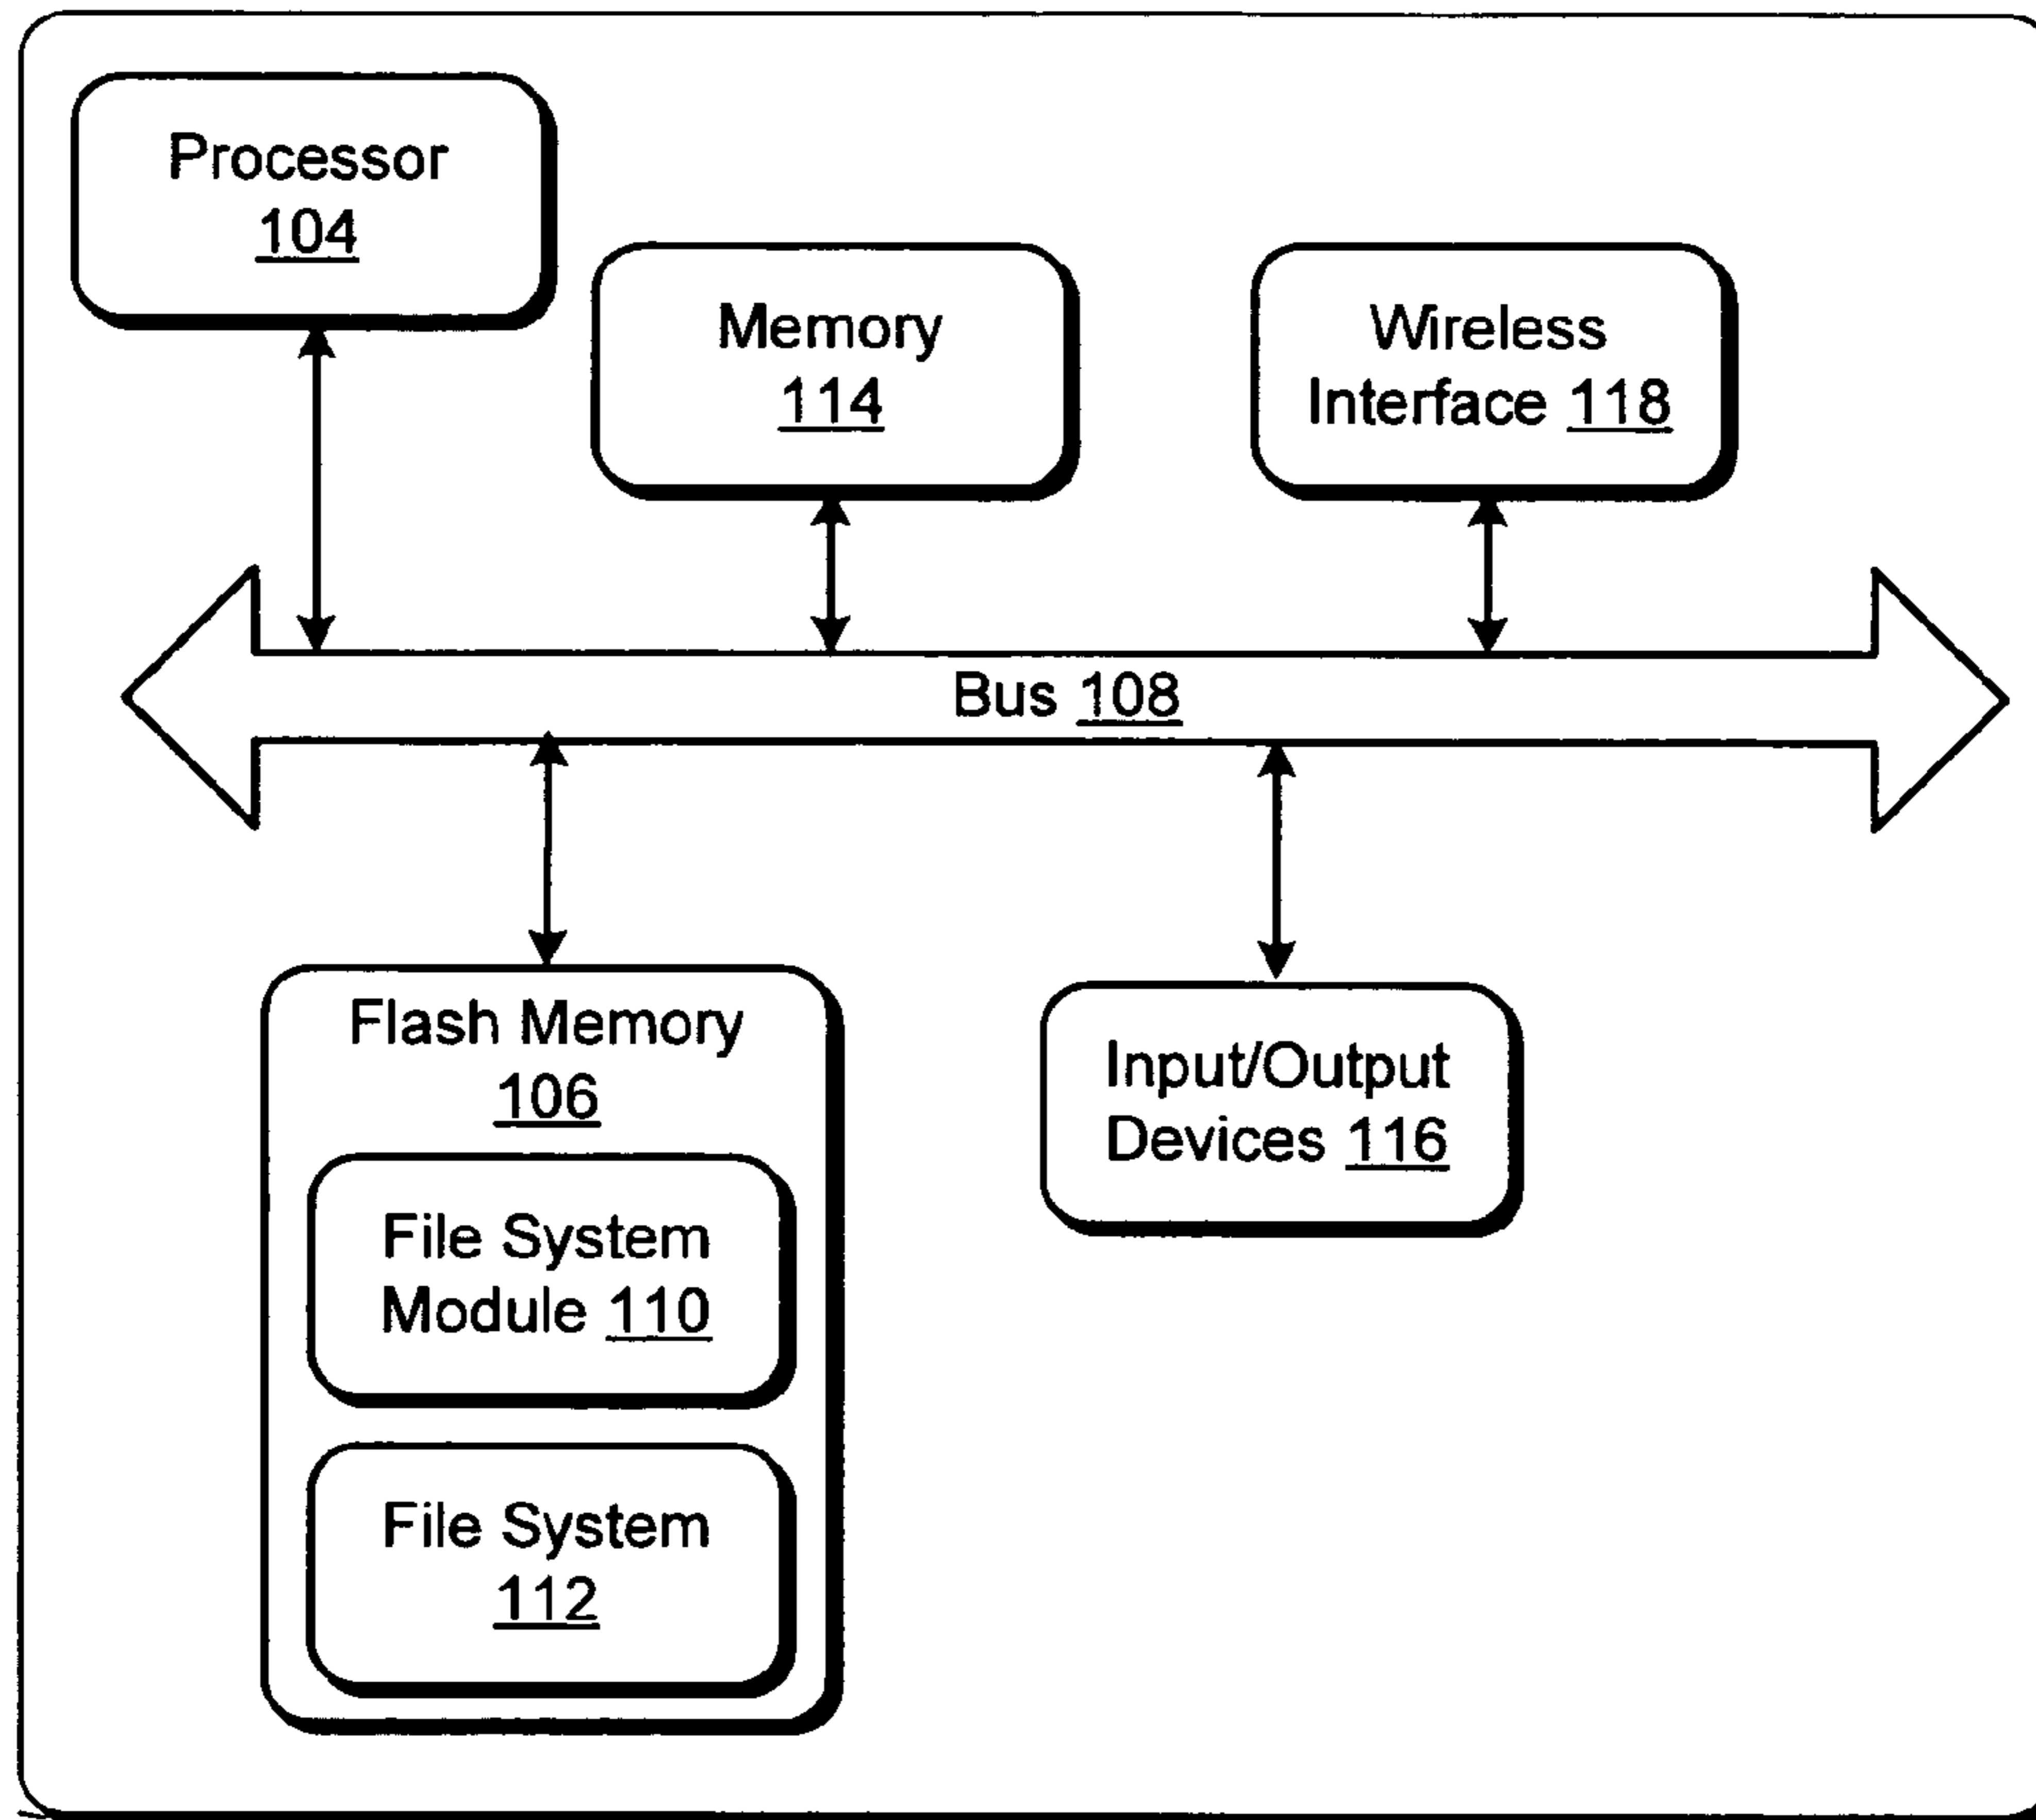 Processor
104
Memory
114
Wireless
Interface 118
Bus 108
Flash Memory
106
File System
Module 110
File System
112
Input/Output
Devices 116